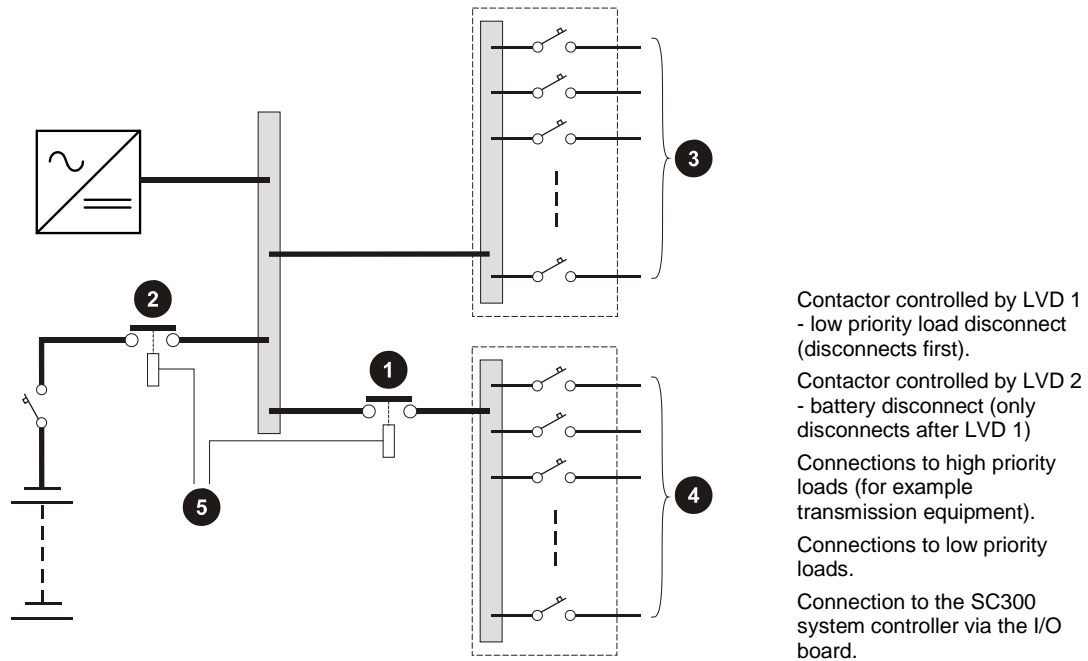 3
2
1
4
5
Contactor controlled by LVD 1
- low priority load disconnect
(disconnects first).
Contactor controlled by LVD 2
- battery disconnect (only
disconnects after LVD 1)
Connections to high priority
loads (for example
transmission equipment).
Connections to low priority
loads.
Connection to the SC300
system controller via the I/O
board.